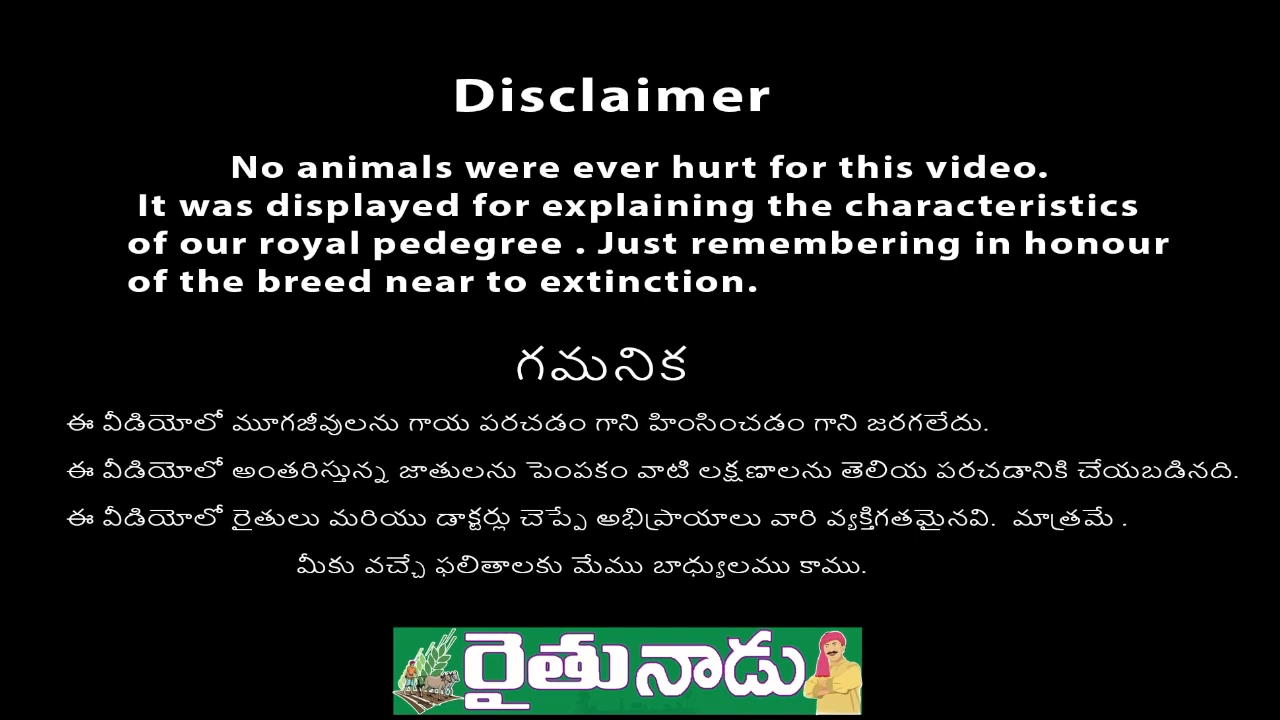 Disclaimer
No animals were ever hurt for this video.
It was displayed for explaining the characteristics
of our royal pedegree . Just remembering in honour
of the breed near to extinction.
గమనిక
ఈ వీడియోలో మూగజీవులను గాయ పరచడం గాని హింసించడం గాని జరగలేదు.
ఈ వీడియోలో అంతరిస్తున్న జాతులను పెంపకం వాటి లక్షణాలను తెలియ పరచడానికి చేయబడినది.
ఈ వీడియోలో రైతులు మరియు డాక్టర్లు చెప్పే అభిప్రాయాలు వారి వ్యక్తిగతమైనవి. మాత్రమే .
మీకు వచ్చే ఫలితాలకు మేము బాధ్యులము కాము.
రైతునాడు